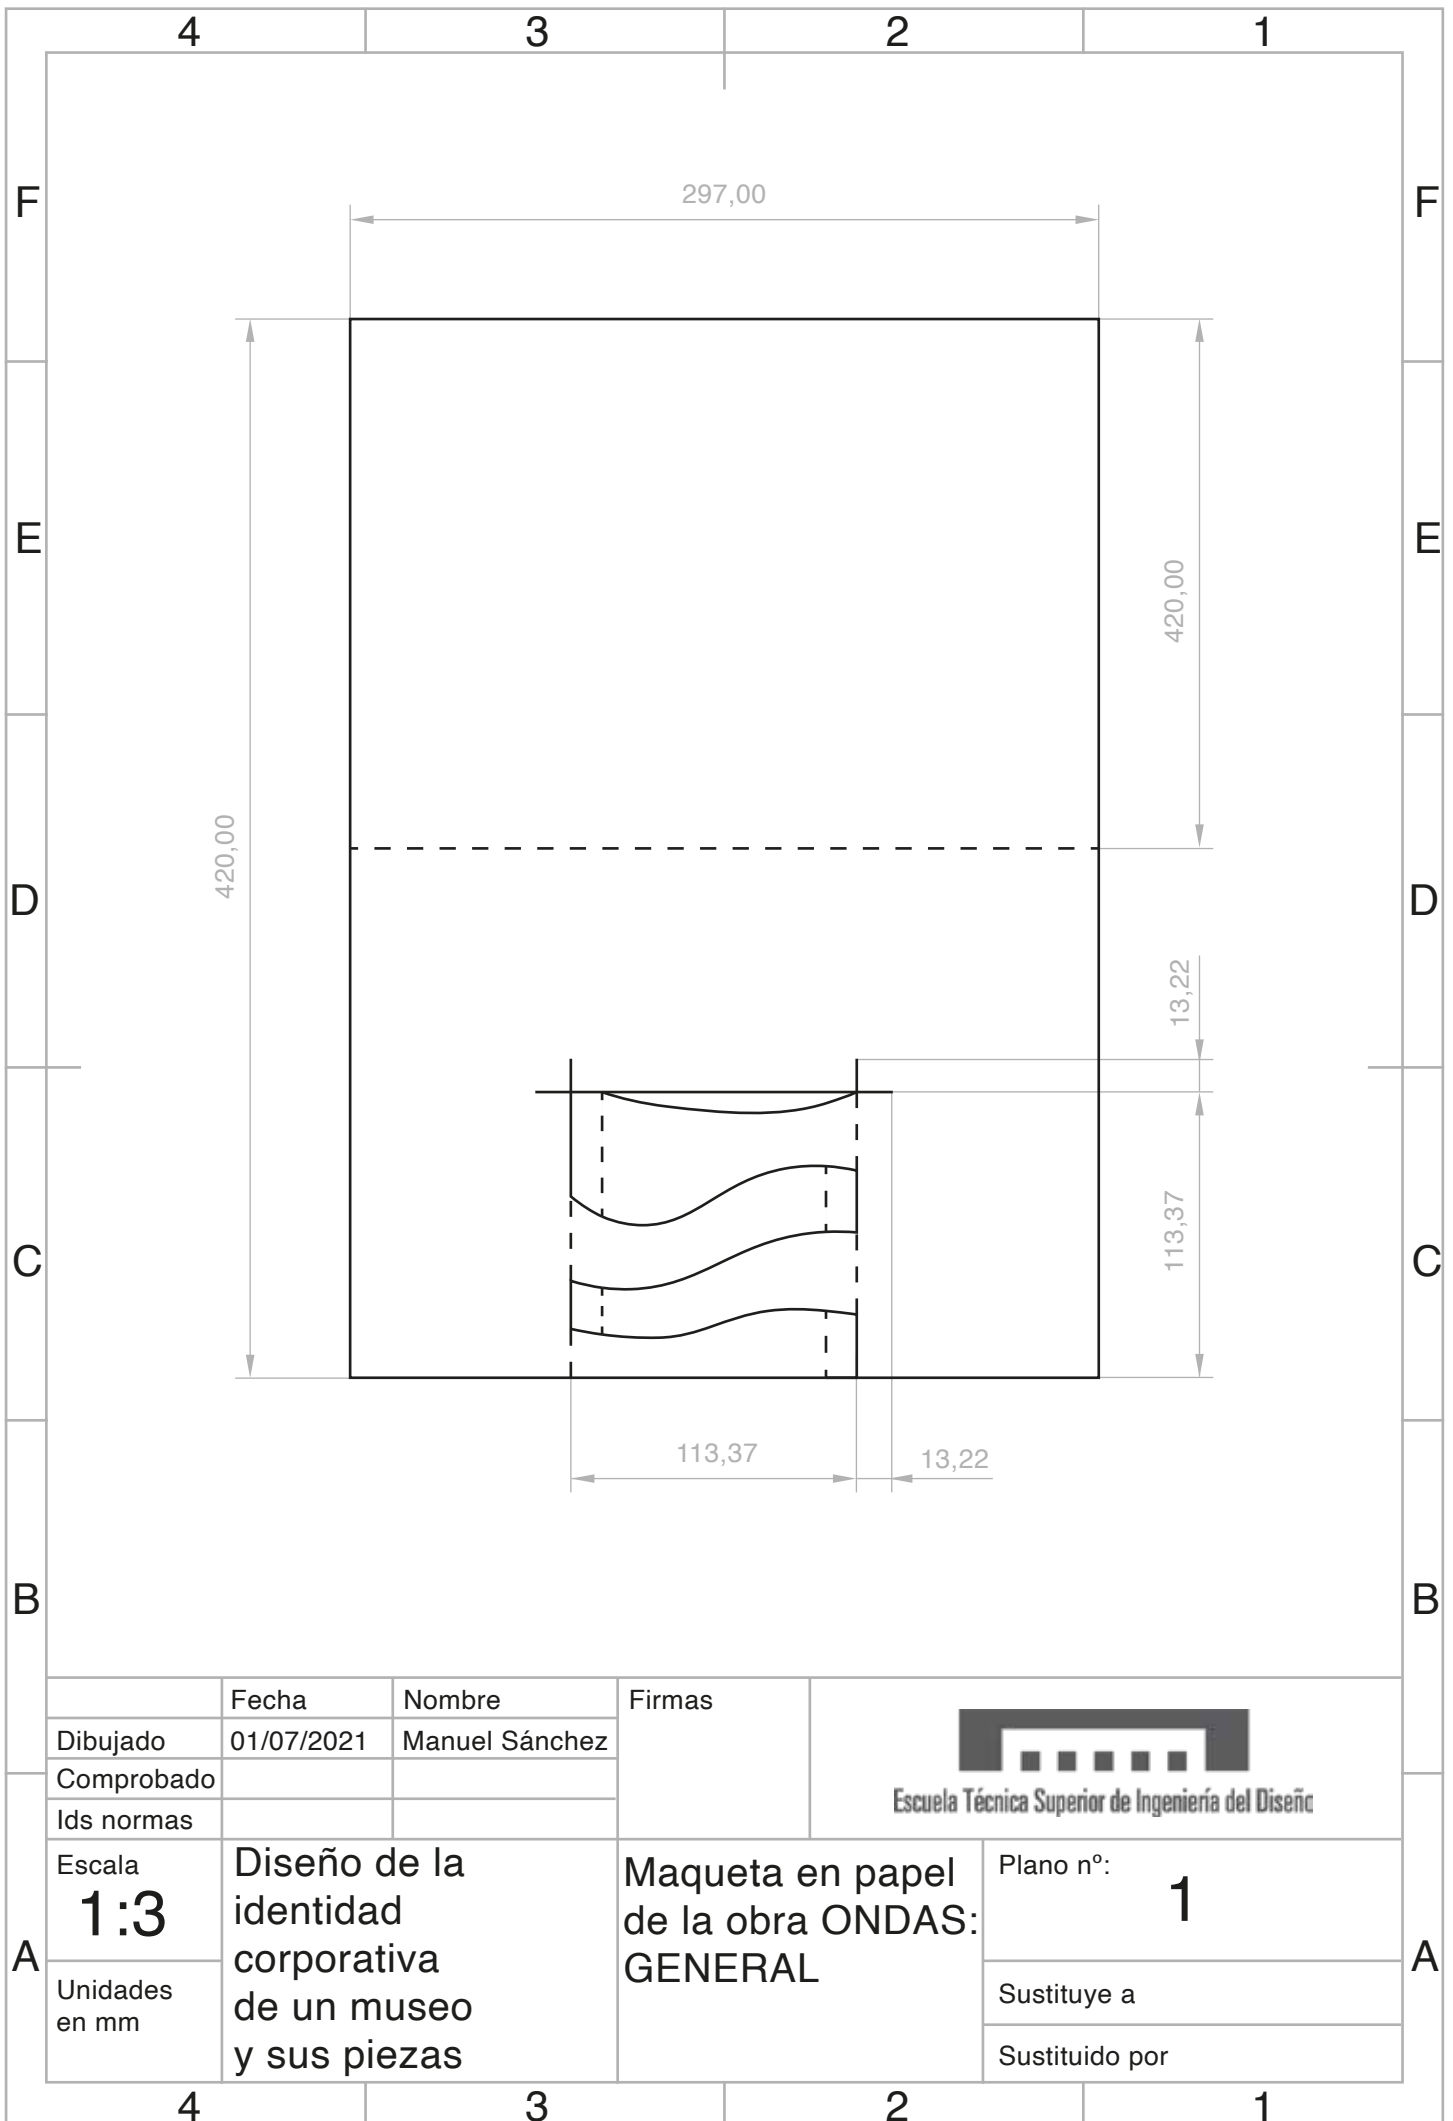 4 3 2 1
F F
297,00
E E
420,00
420,00
D D
13,22
113,37
C C
113,37 13,22
B B
Fecha Nombre Firmas
Dibujado 01/07/2021 Manuel Sánchez
Comprobado
Ids normas
Escuela Técnica Superior de Ingeniería del Diseño
Escala
1:3
Unidades
en mm
Diseño de la
identidad
corporativa
de un museo
y sus piezas
Maqueta en papel
de la obra ONDAS:
GENERAL
Plano nº:
1
Sustituye a
Sustituido por
A A
4 3 2 1